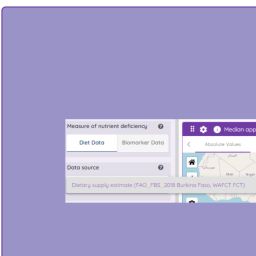 Measure of nutrient deficiency
Median app
Diet Data
Biomarker Data
Absolute Values
Data source
Dietary supply estimate (FAO_FBS_2018 Burkina Faso, WAFCT FCT)